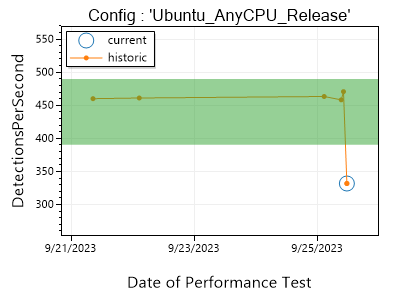 Config : 'Ubuntu_AnyCPU_Release'
current
historic
DetectionsPerSecond
550
500
450
400
350
300
9/21/2023
9/23/2023
9/25/2023
Date of Performance Test